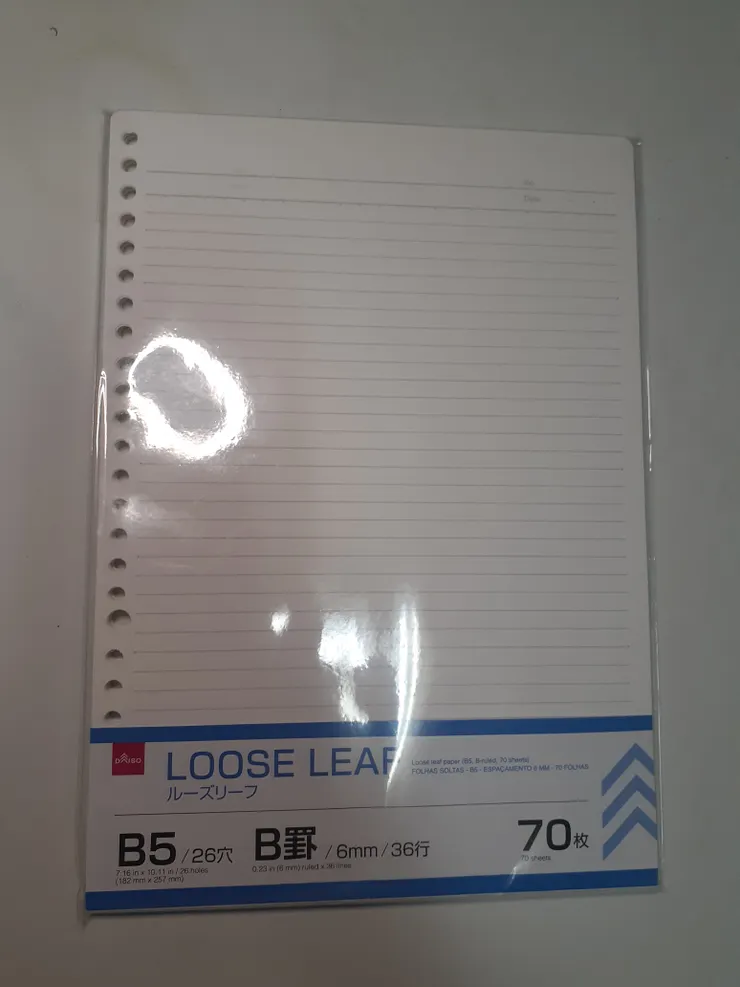 No.
Date
DAISO
LOOSE LEAF
ルーズリーフ
Loose leaf paper (B5, B-ruled, 70 sheets)
FOLHAS SOLTAS - B5 - ESPAÇAMENTO 6 MM - 70 FOLHAS
B5 / 26穴
7.16 in x 10.11 in / 26 holes
(182 mm x 257 mm)
B罫 / 6mm / 36行
0.23 in (6 mm) ruled x 36 lines
70枚
70 sheets